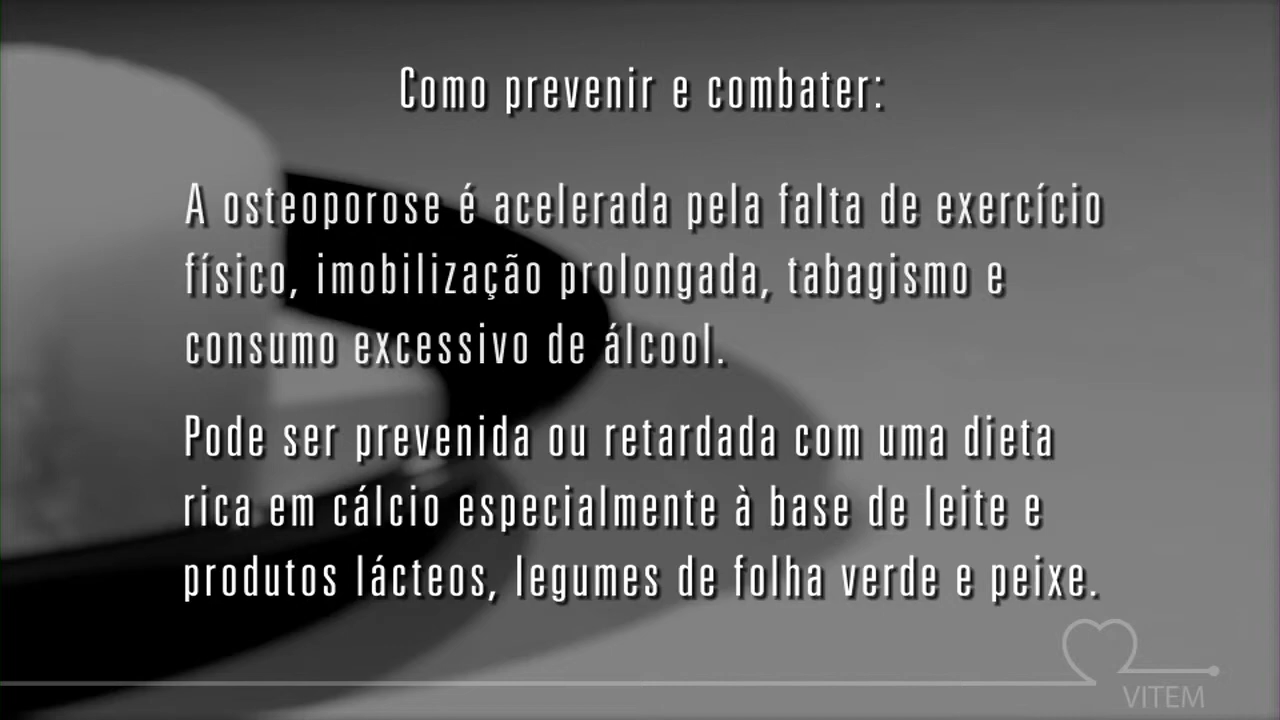 Como prevenir e combater:
A osteoporose é acelerada pela falta de exercício
físico, imobilização prolongada, tabagismo e
consumo excessivo de álcool.
Pode ser prevenida ou retardada com uma dieta
rica em cálcio especialmente à base de leite e
produtos lácteos, legumes de folha verde e peixe.
VITEM